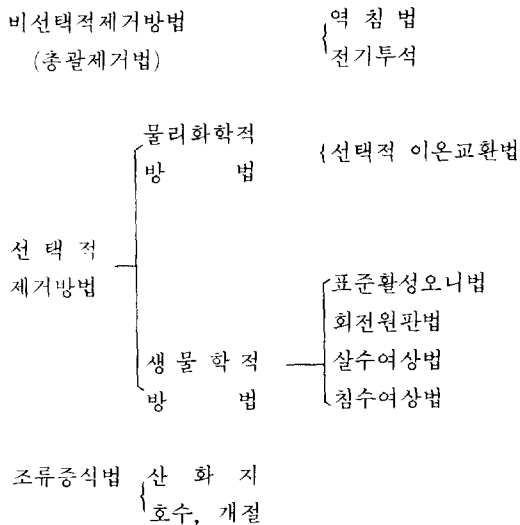 비선택적제거방법
(총괄제거법)
역 침 법
전기투석
물리화학적
방 법
선택적 이온교환법
선 택 적
제거방법
생 물 학 적
방 법
표준활성오니법
회전원판법
살수여상법
침수여상법
조류증식법
산 화 지
호수, 개절